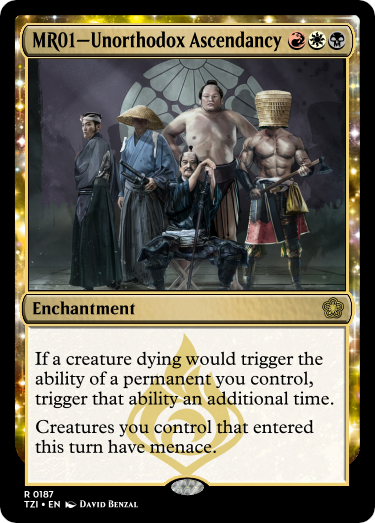 MR01—Unorthodox Ascendancy
Enchantment
If a creature dying would trigger the
ability of a permanent you control,
trigger that ability an additional time.
Creatures you control that entered
this turn have menace.
R 0187
TZI • EN David Benzal